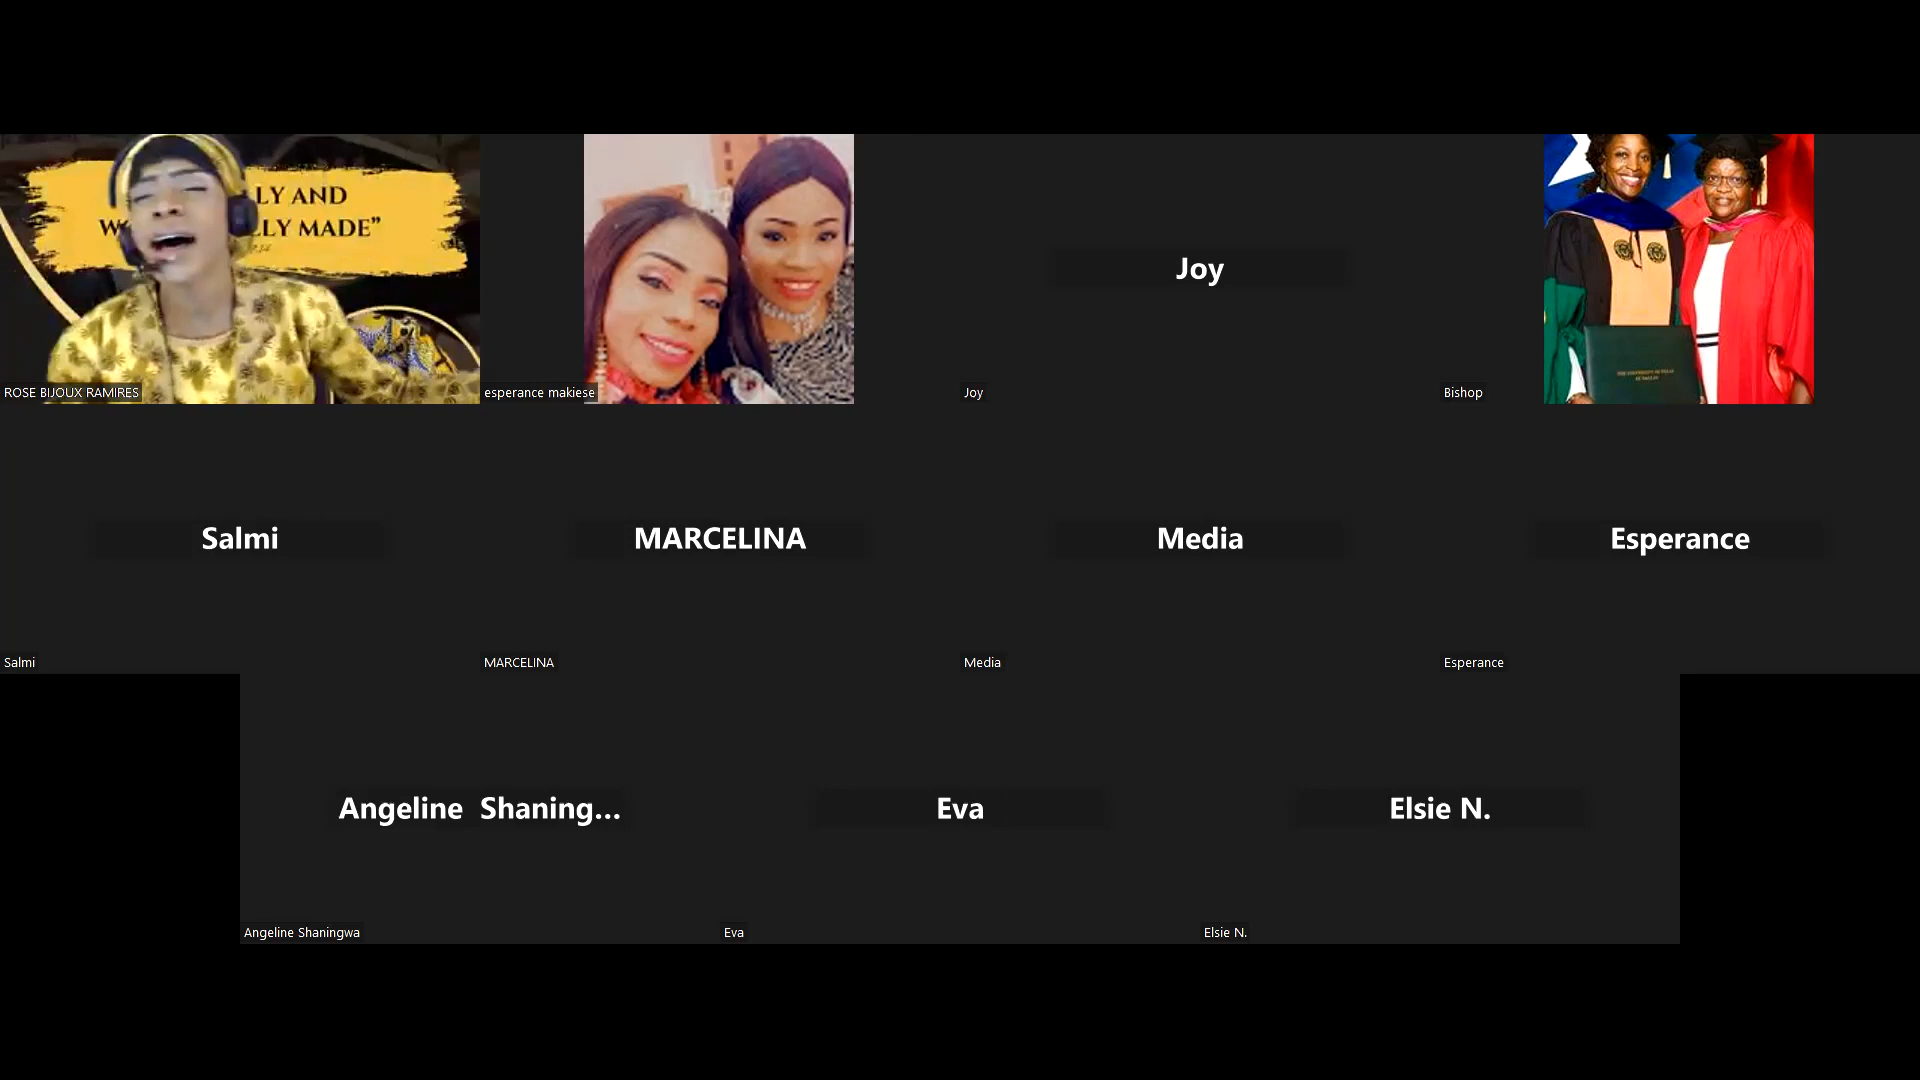 LY AND
LLY MADE”
ROSE BIJOUX RAMIRES
esperance makiese
Joy
Joy
Bishop
Salmi
MARCELINA
Media
Esperance
Salmi
MARCELINA
Media
Esperance
Angeline Shaning...
Eva
Elsie N.
Angeline Shaningwa
Eva
Elsie N.